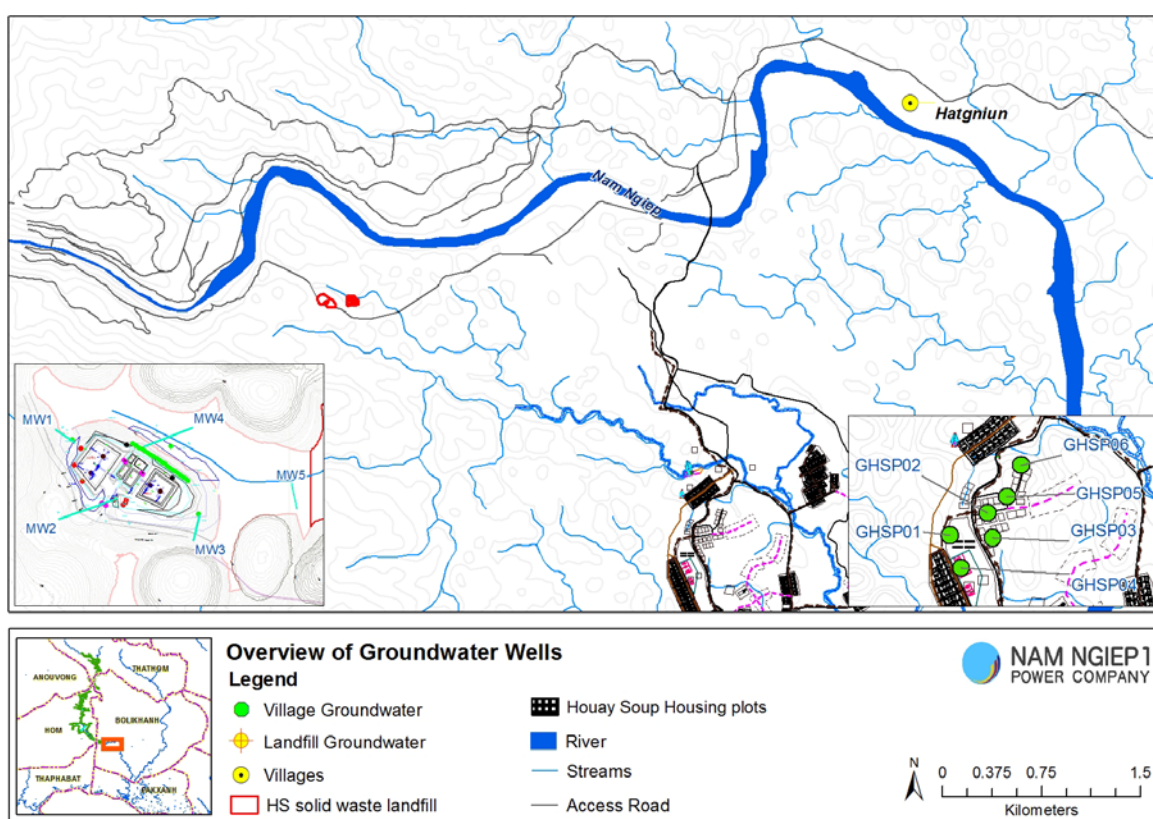 Hatgniun
Nam Ngiep
MW1
MW4
MW5
MW2
MW3
GHSP06
GHSP02
GHSP05
GHSP01
GHSP03
GHSP04
Overview of Groundwater Wells
Legend
Village Groundwater
Landfill Groundwater
Villages
HS solid waste landfill
Houay Soup Housing plots
River
Streams
Access Road
NAM NGIEP 1
POWER COMPANY
N
0 0.375 0.75 1.5
Kilometers
THATHOM
ANOUVONG
BOLIKHANH
HOM
THAPHABAT
PAKXANH